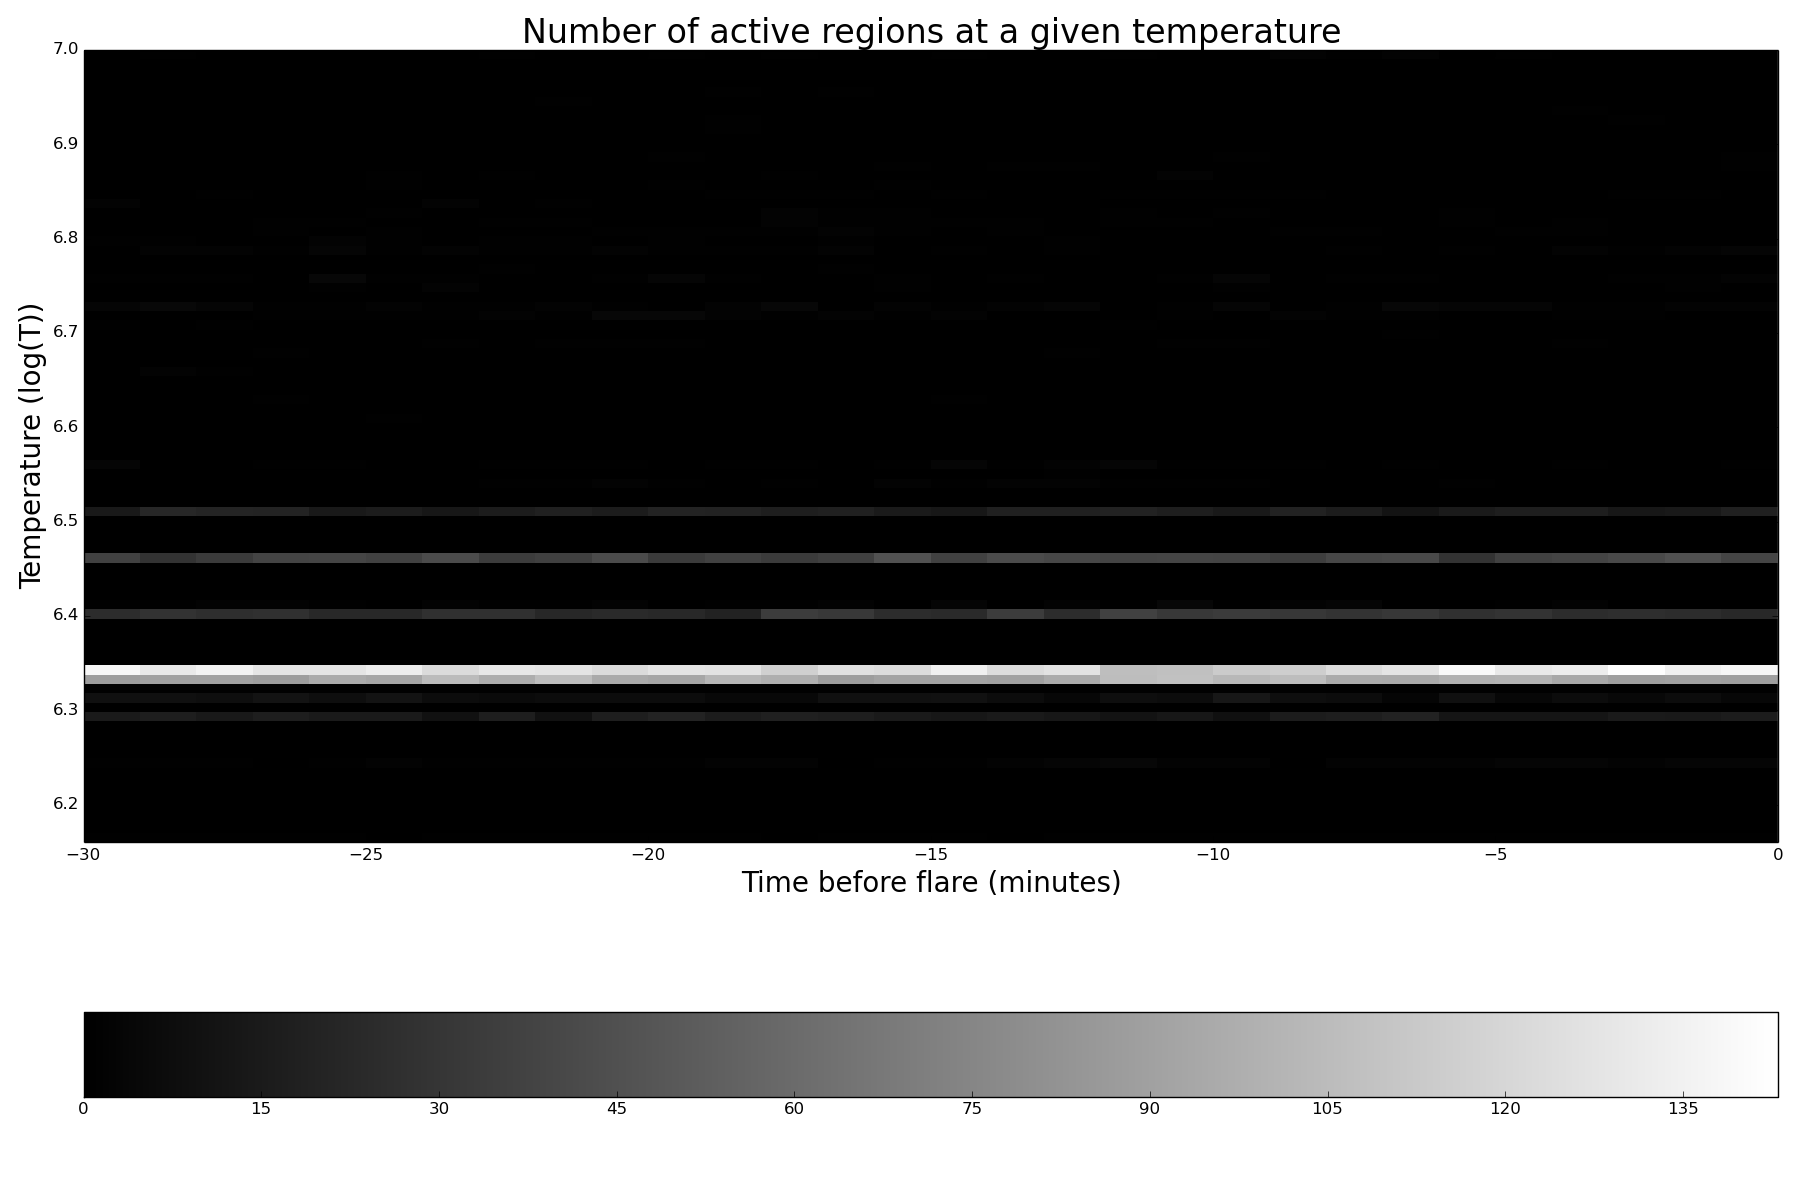 Number of active regions at a given temperature
Temperature (log(T))
7.0
6.9
6.8
6.7
6.6
6.5
6.4
6.3
6.2
−30 −25 −20 −15 −10 −5 0
Time before flare (minutes)
0 15 30 45 60 75 90 105 120 135